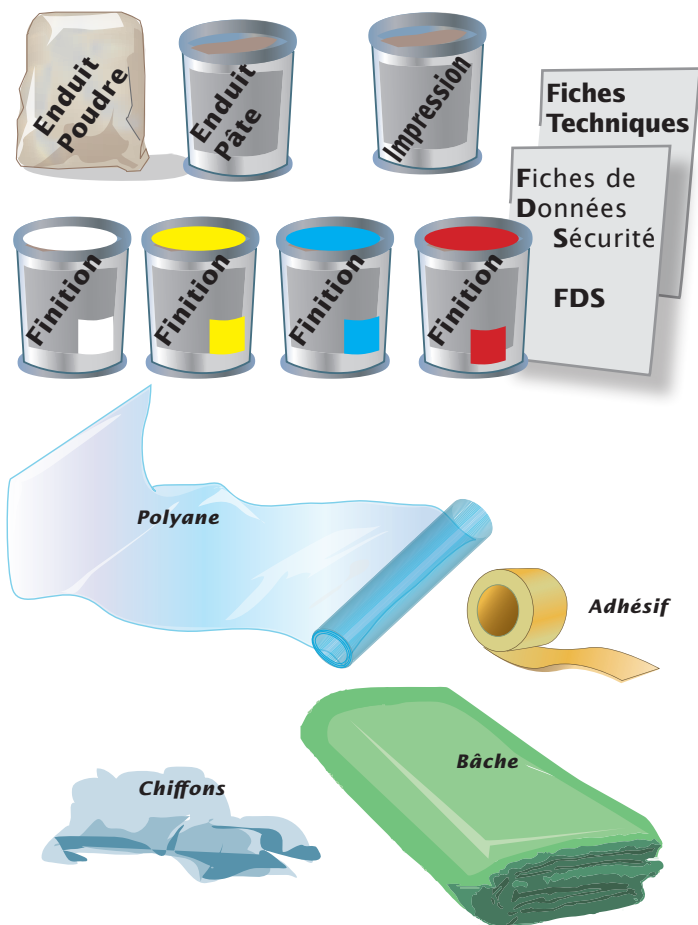 Enduit
Poudre
Enduit
Pâte
Impression
Fiches
Techniques
Fiches de
Données
Sécurité
FDS
Finition
Finition
Finition
Finition
Polyane
Adhésif
Bâche
Chiffons